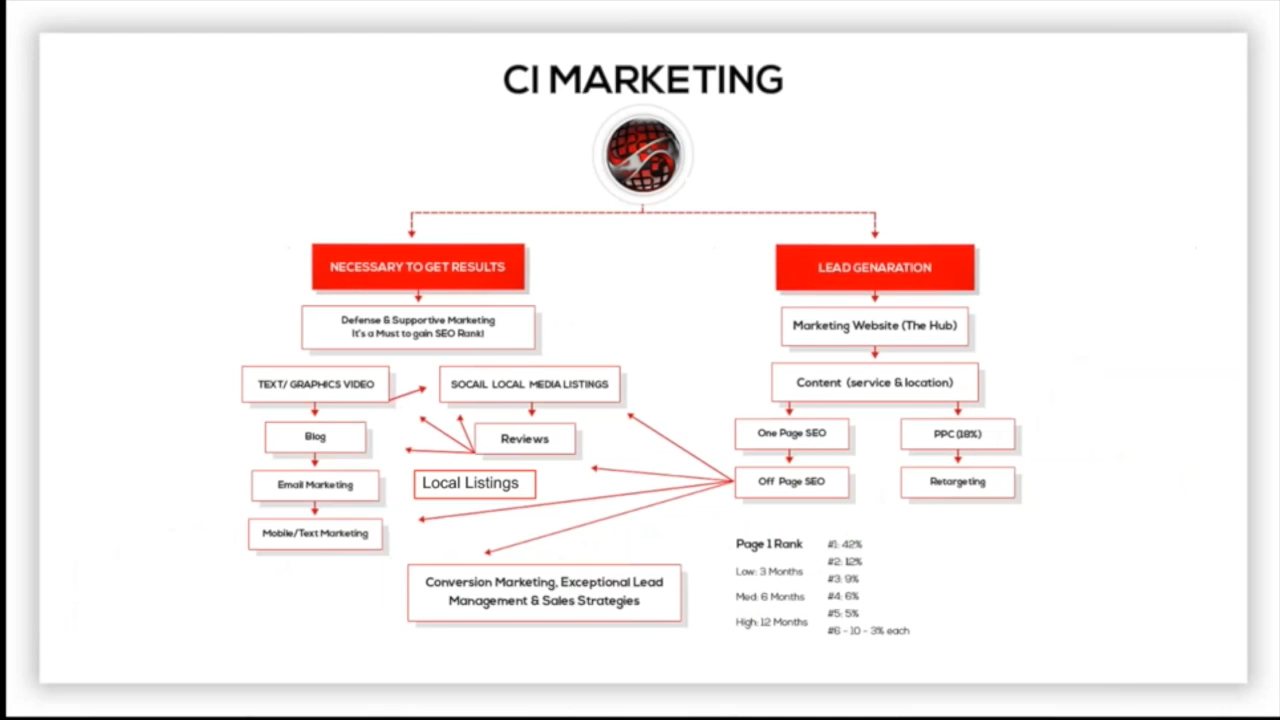 CI MARKETING
NECESSARY TO GET RESULTS
Defense & Supportive Marketing
It's a Must to gain SEO Rank!
TEXT/ GRAPHICS VIDEO
Blog
Email Marketing
Mobile/Text Marketing
SOCAIL LOCAL MEDIA LISTINGS
Reviews
Local Listings
Conversion Marketing, Exceptional Lead
Management & Sales Strategies
LEAD GENARATION
Marketing Website (The Hub)
Content (service & location)
One Page SEO
Off Page SEO
PPC (18%)
Retargeting
Page 1 Rank
Low: 3 Months
Med: 6 Months
High: 12 Months
#1: 42%
#2: 12%
#3: 9%
#4: 6%
#5: 5%
#6 - 10 - 3% each